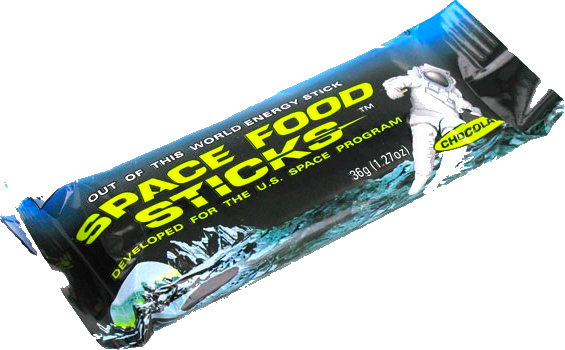 OUT OF THIS WORLD ENERGY STICK
SPACE FOOD
STICKS™
DEVELOPED FOR THE U.S. SPACE PROGRAM
36g (1.27oz)